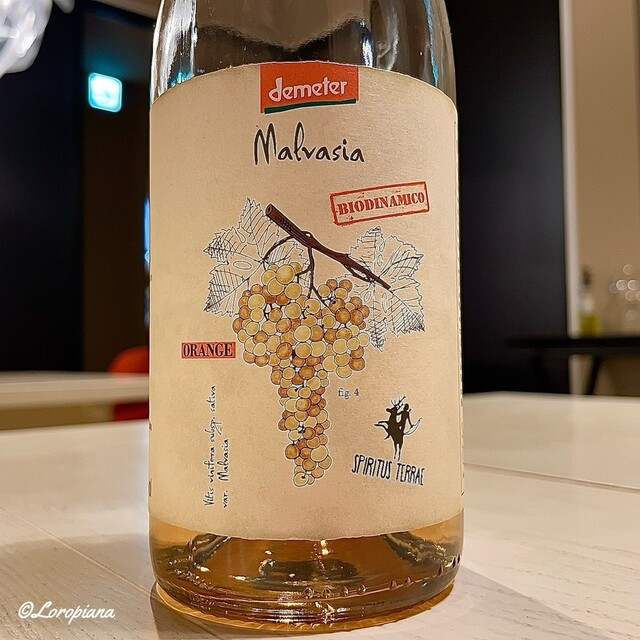 demeter
Malvasia
BIODINAMICO
ORANGE
fig. 4
Vitis vinifera subsp. sativa
var. Malvasia
SPIRITUS TERRAE
©Loropiana